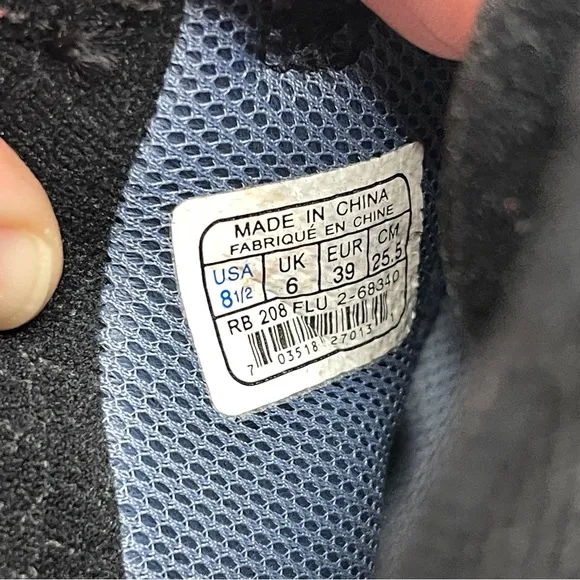 MADE IN CHINA
FABRIQUÉ EN CHINE
USA UK EUR CM
8 1/2 6 39 25.5
RB 208 FLU 2-68340
7 03518 27013